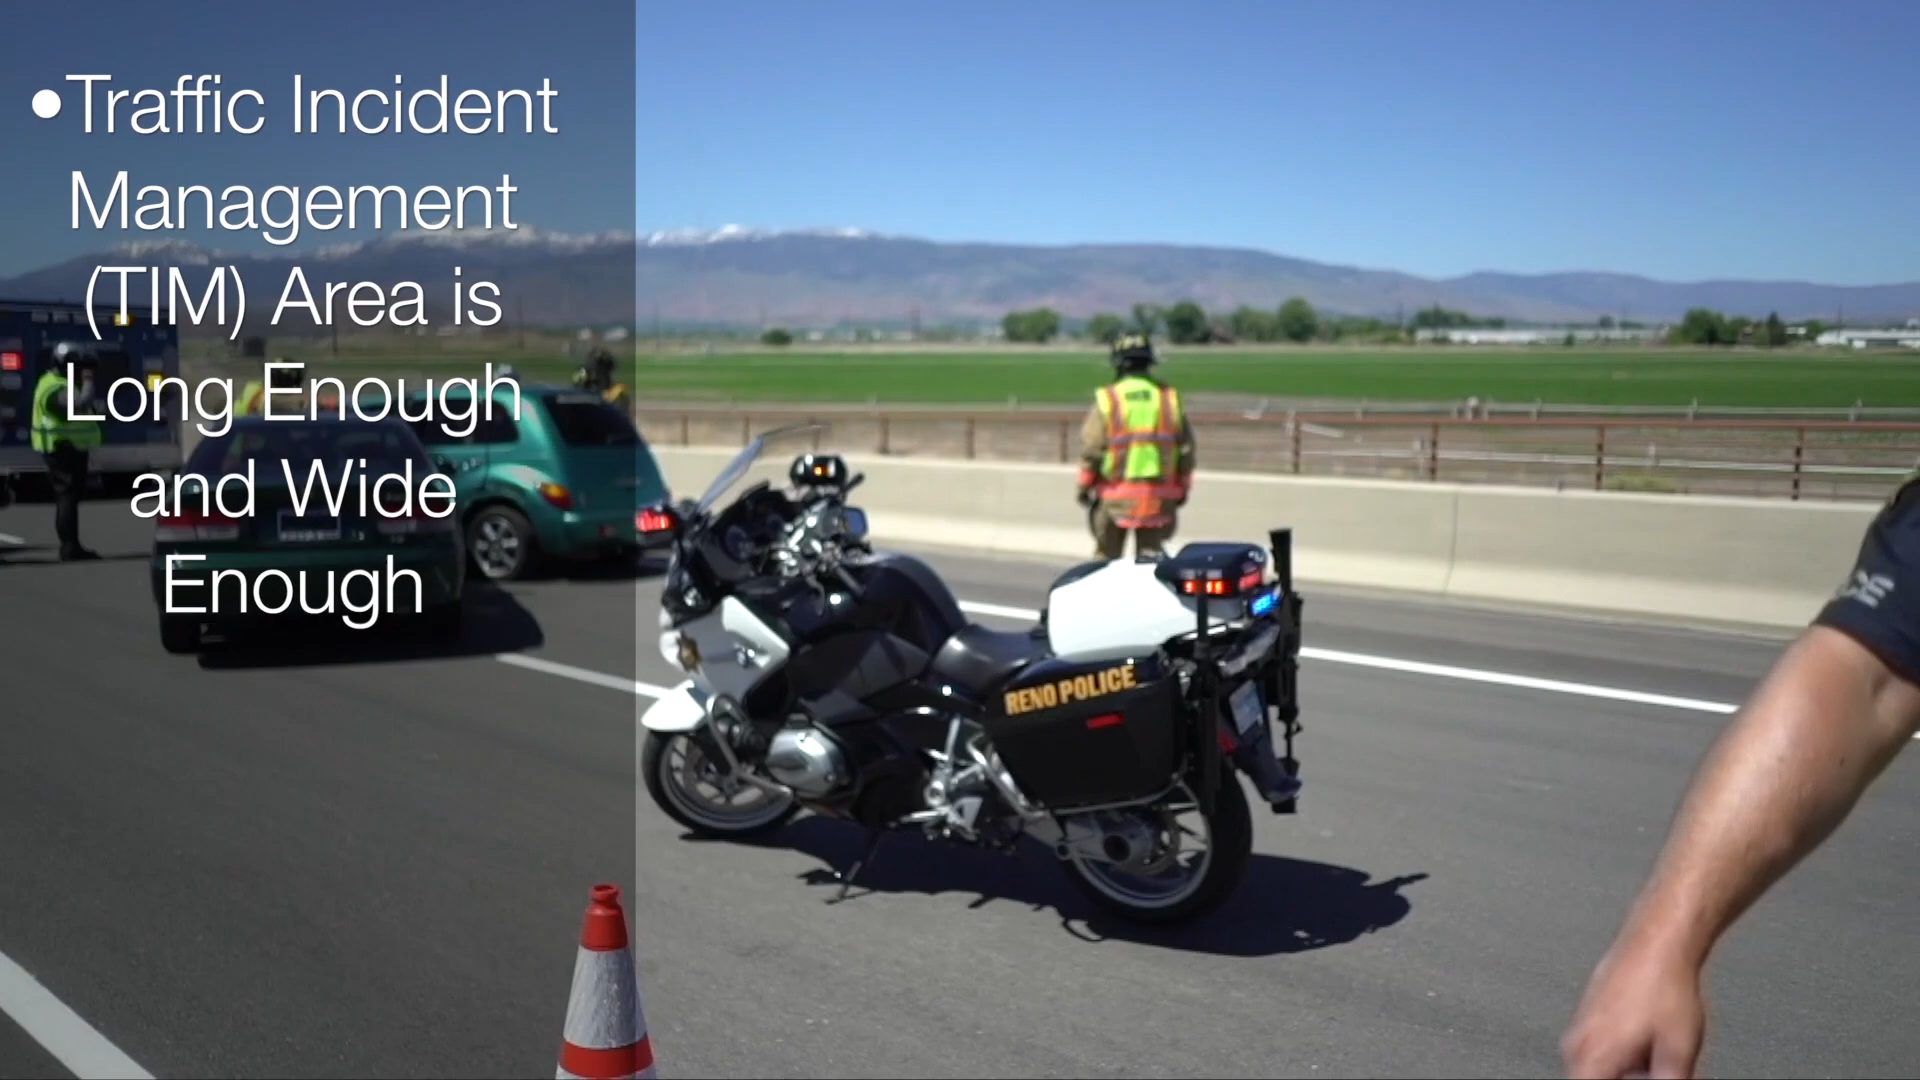 •Traffic Incident
Management
(TIM) Area is
Long Enough
and Wide
Enough
RENO POLICE